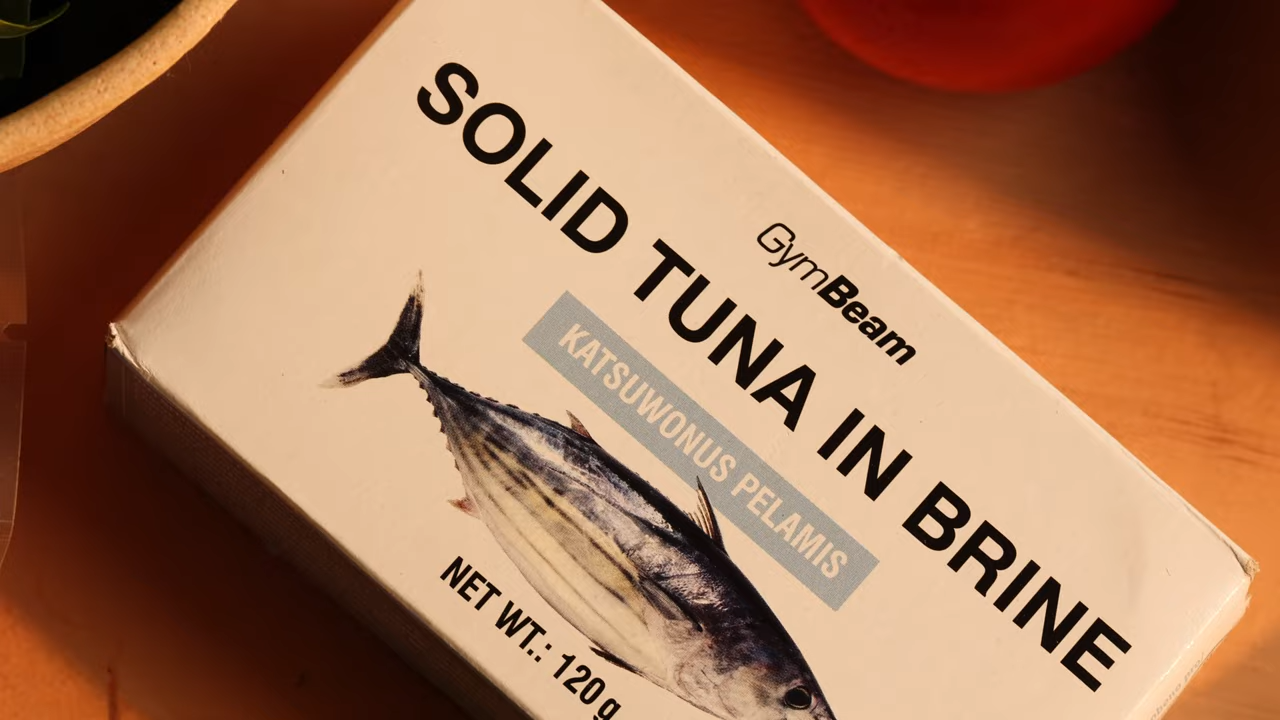 GymBeam
SOLID TUNA IN BRINE
KATSUWONUS PELAMIS
NET WT.: 120 g